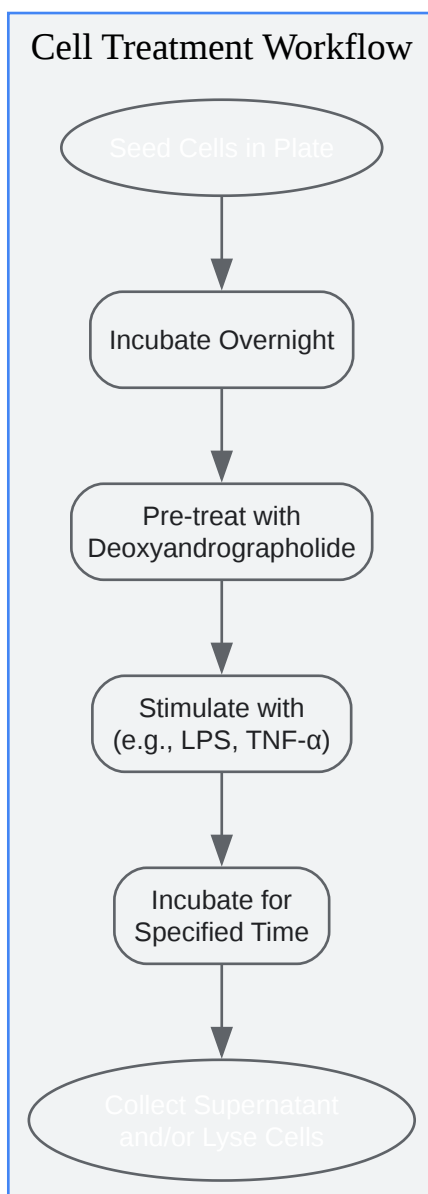 Cell Treatment Workflow
Seed Cells in Plate
Incubate Overnight
Pre-treat with
Deoxyandrographolide
Stimulate with
(e.g., LPS, TNF-α)
Incubate for
Specified Time
Collect Supernatant
and/or Lyse Cells